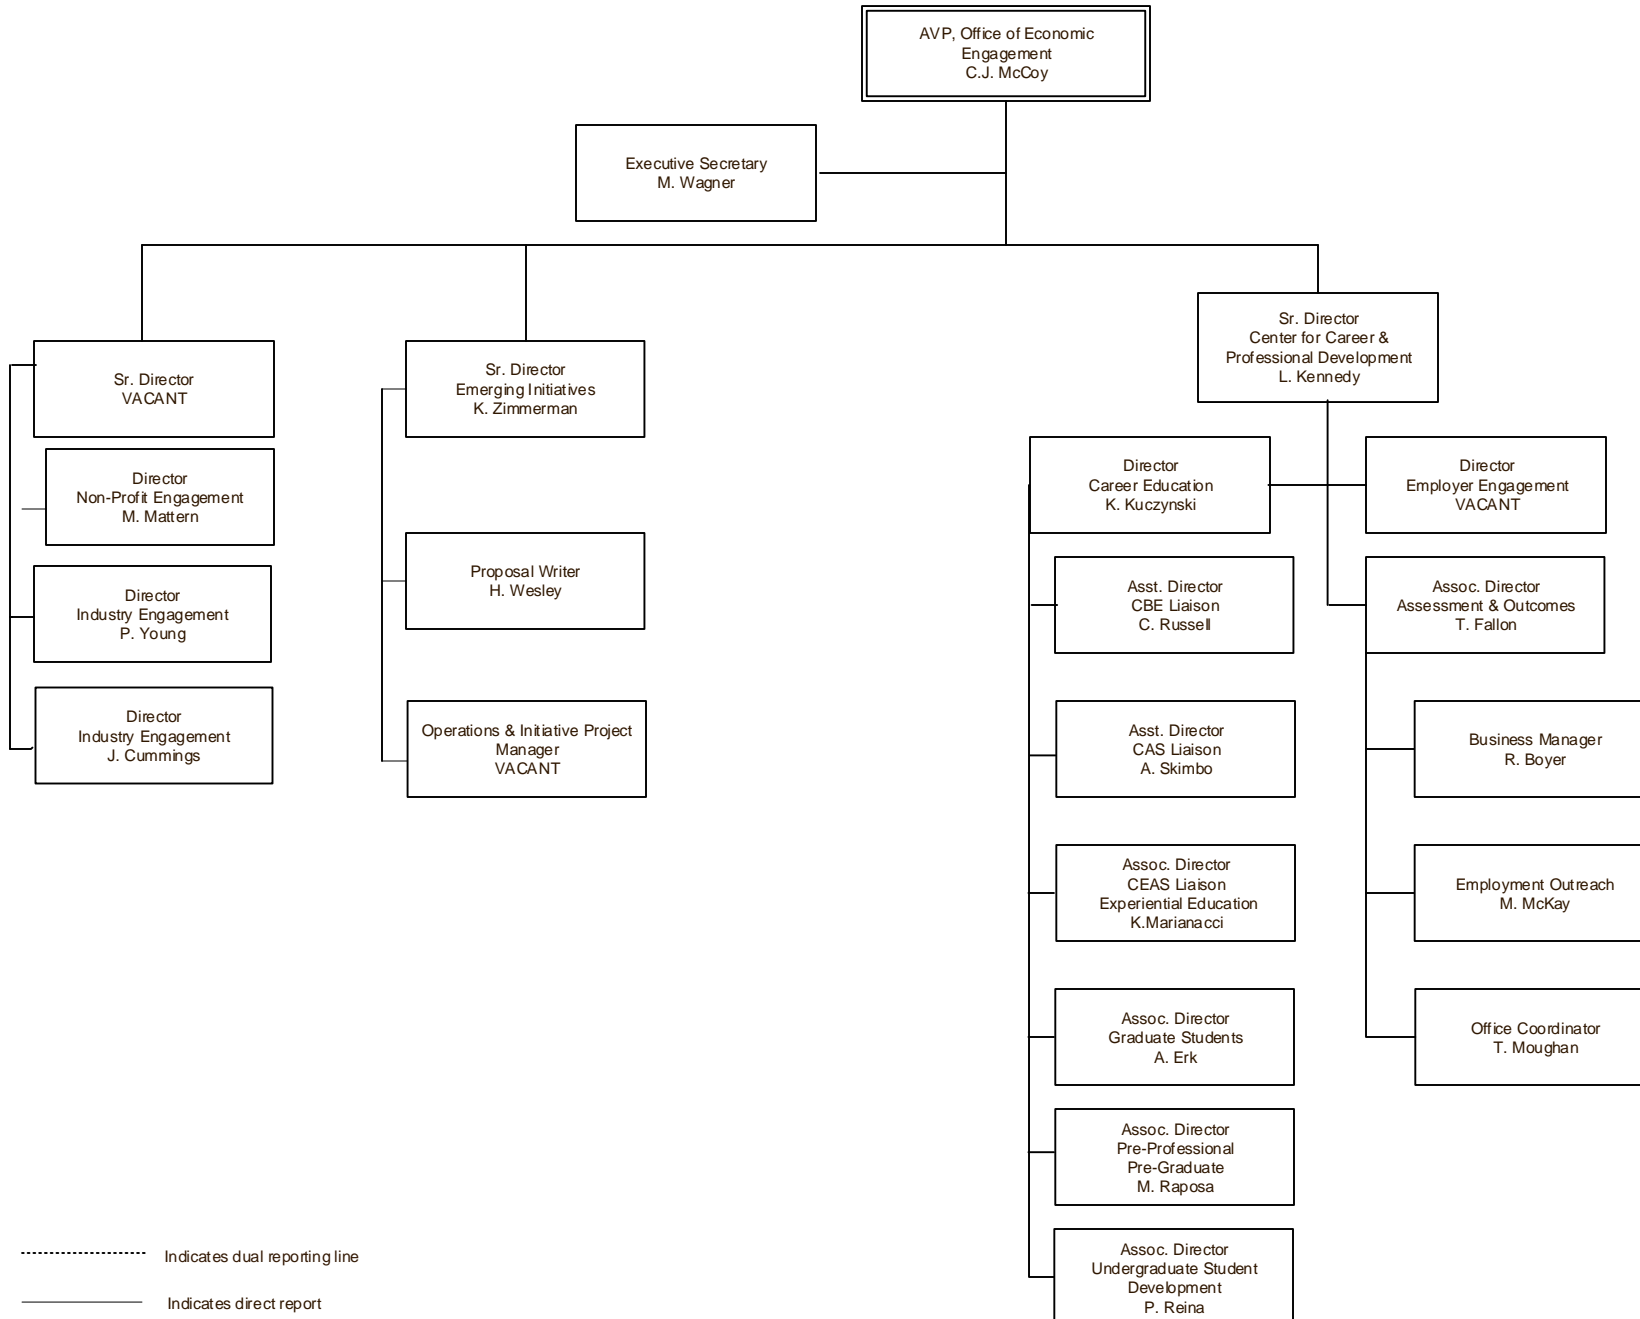 AVP, Office of Economic
Engagement
C.J. McCoy
Executive Secretary
M. Wagner
Sr. Director
VACANT
Director
Non-Profit Engagement
M. Mattern
Director
Industry Engagement
P. Young
Director
Industry Engagement
J. Cummings
Sr. Director
Emerging Initiatives
K. Zimmerman
Proposal Writer
H. Wesley
Operations & Initiative Project
Manager
VACANT
Sr. Director
Center for Career &
Professional Development
L. Kennedy
Director
Career Education
K. Kuczynski
Asst. Director
CBE Liaison
C. Russell
Asst. Director
CAS Liaison
A. Skimbo
Assoc. Director
CEAS Liaison
Experiential Education
K.Marianacci
Assoc. Director
Graduate Students
A. Erk
Assoc. Director
Pre-Professional
Pre-Graduate
M. Raposa
Assoc. Director
Undergraduate Student
Development
P. Reina
Director
Employer Engagement
VACANT
Assoc. Director
Assessment & Outcomes
T. Fallon
Business Manager
R. Boyer
Employment Outreach
M. McKay
Office Coordinator
T. Moughan
Indicates dual reporting line
Indicates direct report